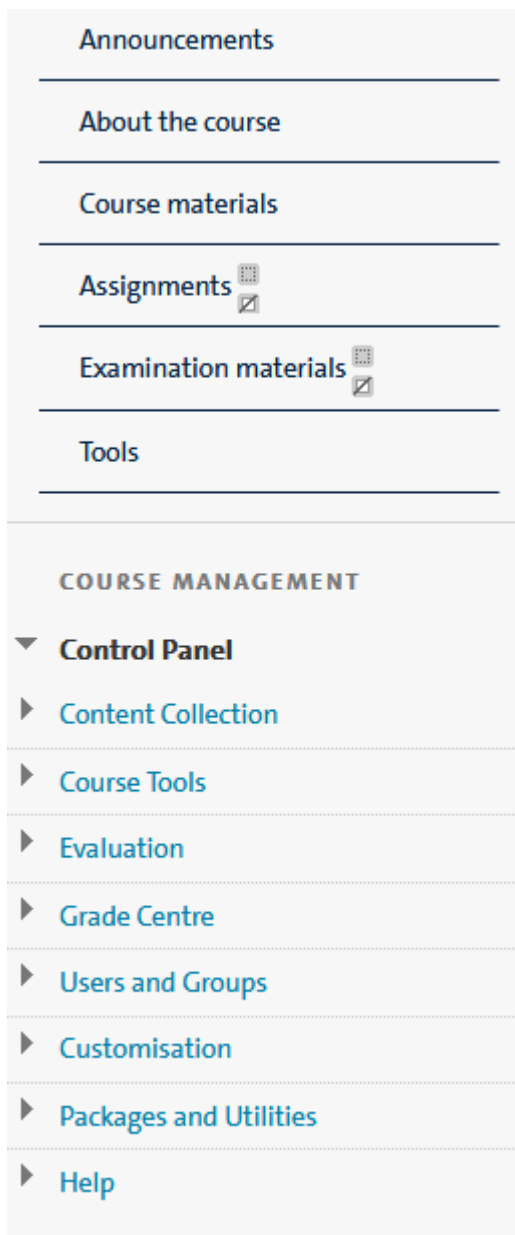 Announcements
About the course
Course materials
Assignments
Examination materials
Tools
COURSE MANAGEMENT
Control Panel
Content Collection
Course Tools
Evaluation
Grade Centre
Users and Groups
Customisation
Packages and Utilities
Help